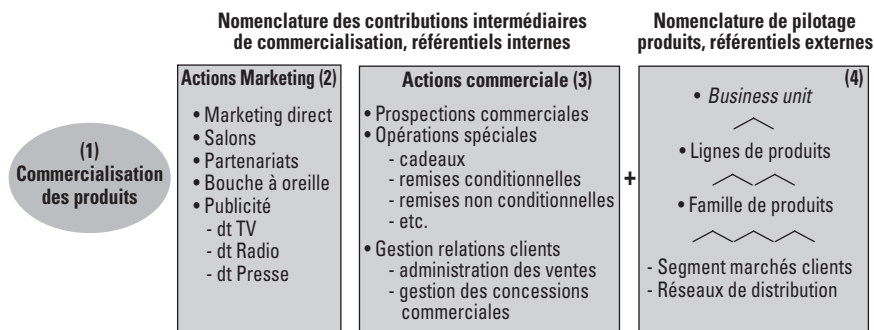 Nomenclature des contributions intermédiaires
de commercialisation, référentiels internes
Nomenclature de pilotage
produits, référentiels externes
(1)
Commercialisation
des produits
Actions Marketing (2)
• Marketing direct
• Salons
• Partenariats
• Bouche à oreille
• Publicité
- dt TV
- dt Radio
- dt Presse
Actions commerciale (3)
• Prospections commerciales
• Opérations spéciales
- cadeaux
- remises conditionnelles
- remises non conditionnelles
- etc.
• Gestion relations clients
- administration des ventes
- gestion des concessions
commerciales
+
(4)
• Business unit
• Lignes de produits
• Famille de produits
- Segment marchés clients
- Réseaux de distribution